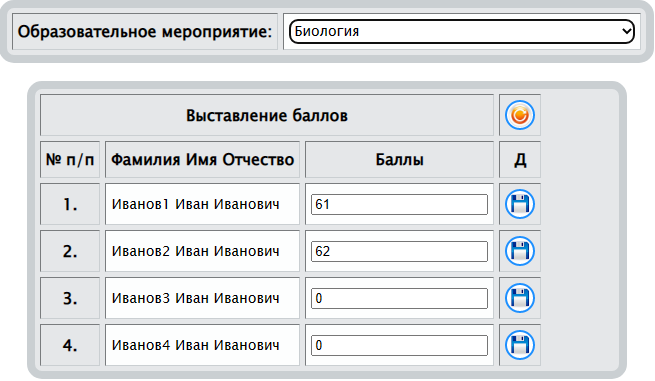 Образовательное мероприятие: Биология
Выставление баллов
№ п/п Фамилия Имя Отчество Баллы Д
1. Иванов1 Иван Иванович 61
2. Иванов2 Иван Иванович 62
3. Иванов3 Иван Иванович 0
4. Иванов4 Иван Иванович 0